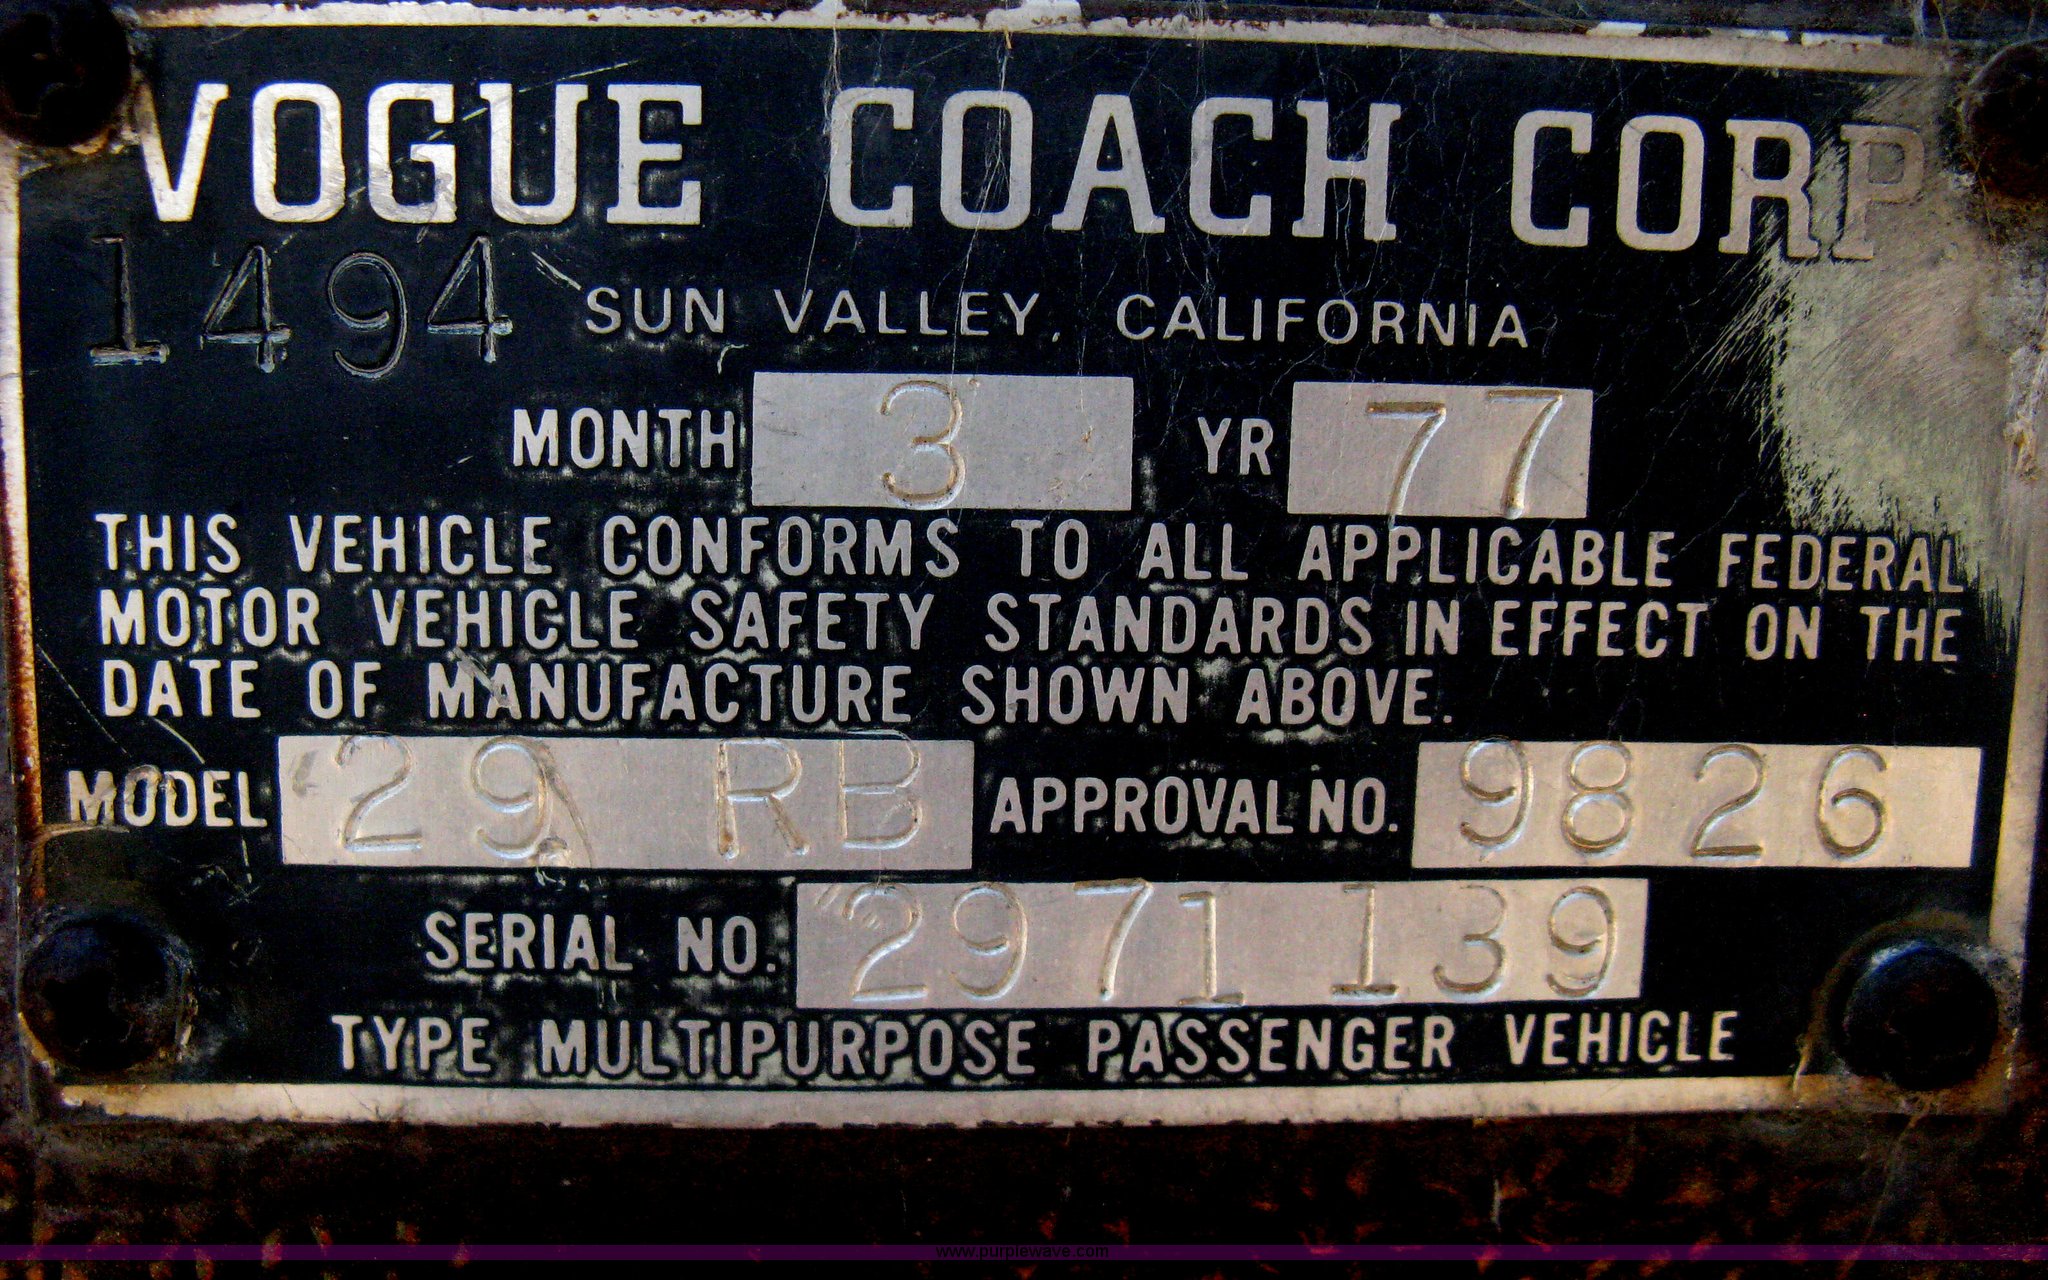 VOGUE COACH CORP
1494 SUN VALLEY, CALIFORNIA
MONTH 3 YR 77
THIS VEHICLE CONFORMS TO ALL APPLICABLE FEDERAL
MOTOR VEHICLE SAFETY STANDARDS IN EFFECT ON THE
DATE OF MANUFACTURE SHOWN ABOVE.
MODEL 29 RB APPROVAL NO. 9826
SERIAL NO. 2971139
TYPE MULTIPURPOSE PASSENGER VEHICLE
www.purplewave.com